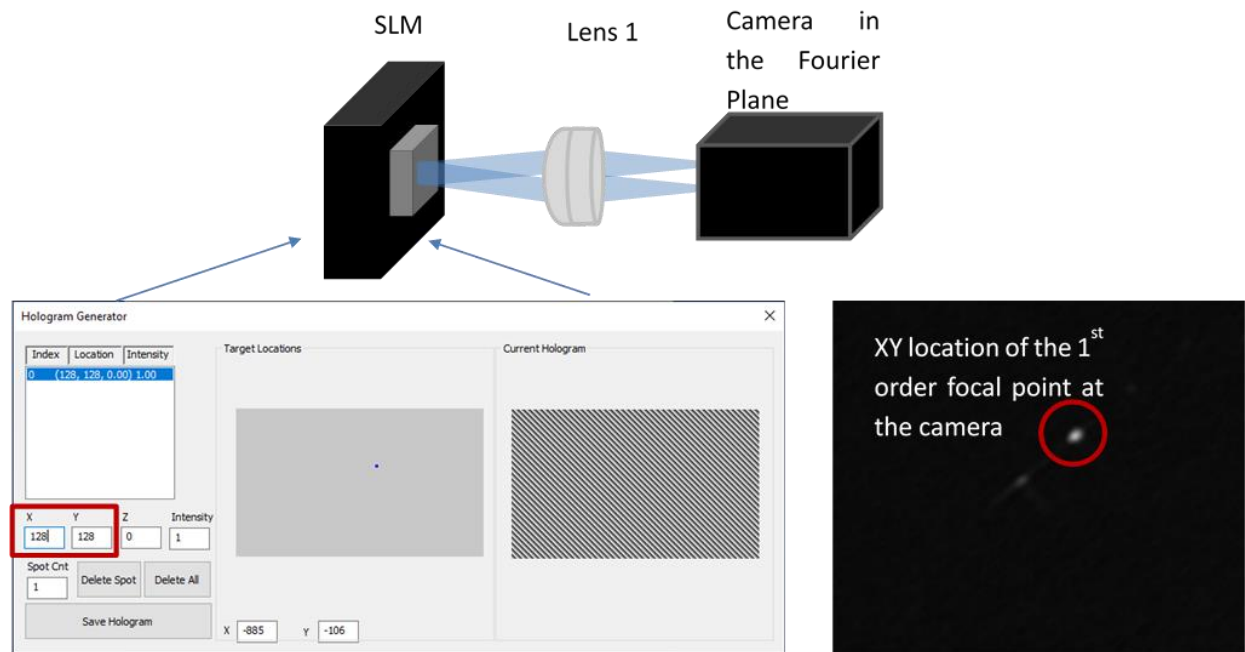 SLM
Lens 1
Camera in
the Fourier
Plane
Hologram Generator
Index Location Intensity
0 (128, 128, 0.00) 1.00
X Y Z Intensity
128 128 0 1
Spot Cnt
1 Delete Spot Delete All
Save Hologram
Target Locations
X -885 Y -106
Current Hologram
XY location of the 1st
order focal point at
the camera